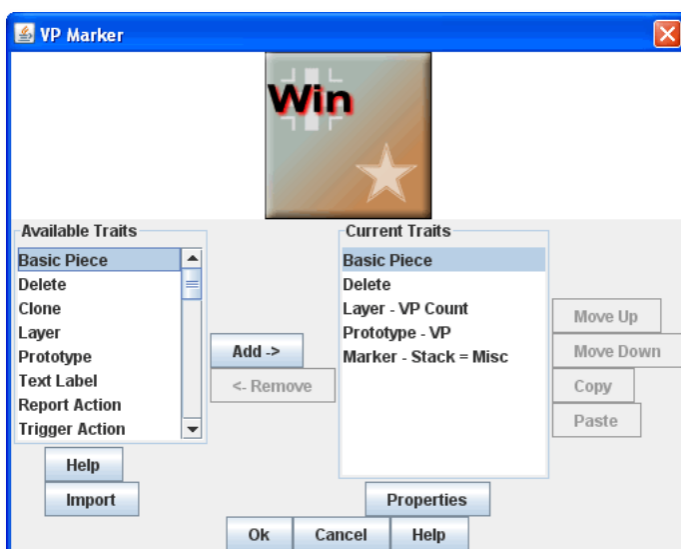 VP Marker
Win
Available Traits
Basic Piece
Delete
Clone
Layer
Prototype
Text Label
Report Action
Trigger Action
Add ->
<- Remove
Current Traits
Basic Piece
Delete
Layer - VP Count
Prototype - VP
Marker - Stack = Misc
Move Up
Move Down
Copy
Paste
Help
Import
Properties
Ok
Cancel
Help